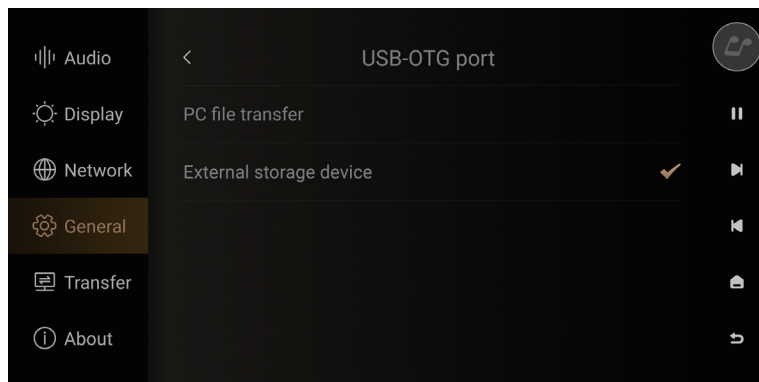 Audio
Display
Network
General
Transfer
About
USB-OTG port
PC file transfer
External storage device